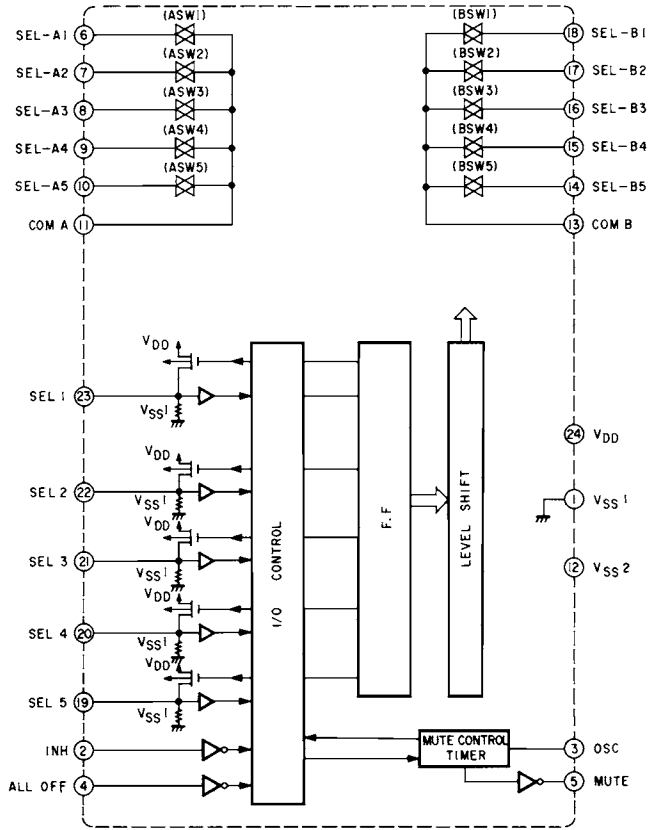 (ASW1)
SEL-A1 6
(ASW2)
SEL-A2 7
(ASW3)
SEL-A3 8
(ASW4)
SEL-A4 9
(ASW5)
SEL-A5 10
COM A 11
(BSW1)
18 SEL-B1
(BSW2)
17 SEL-B2
(BSW3)
16 SEL-B3
(BSW4)
15 SEL-B4
(BSW5)
14 SEL-B5
13 COM B
VDD
SEL 1 23
VSS1
VDD
SEL 2 22
VSS1
VDD
SEL 3 21
VSS1
VDD
SEL 4 20
VSS1
VDD
SEL 5 19
VSS1
INH 2
ALL OFF 4
I/O CONTROL
F.F
LEVEL SHIFT
24 VDD
1 VSS1
12 VSS2
MUTE CONTROL
TIMER
3 OSC
5 MUTE